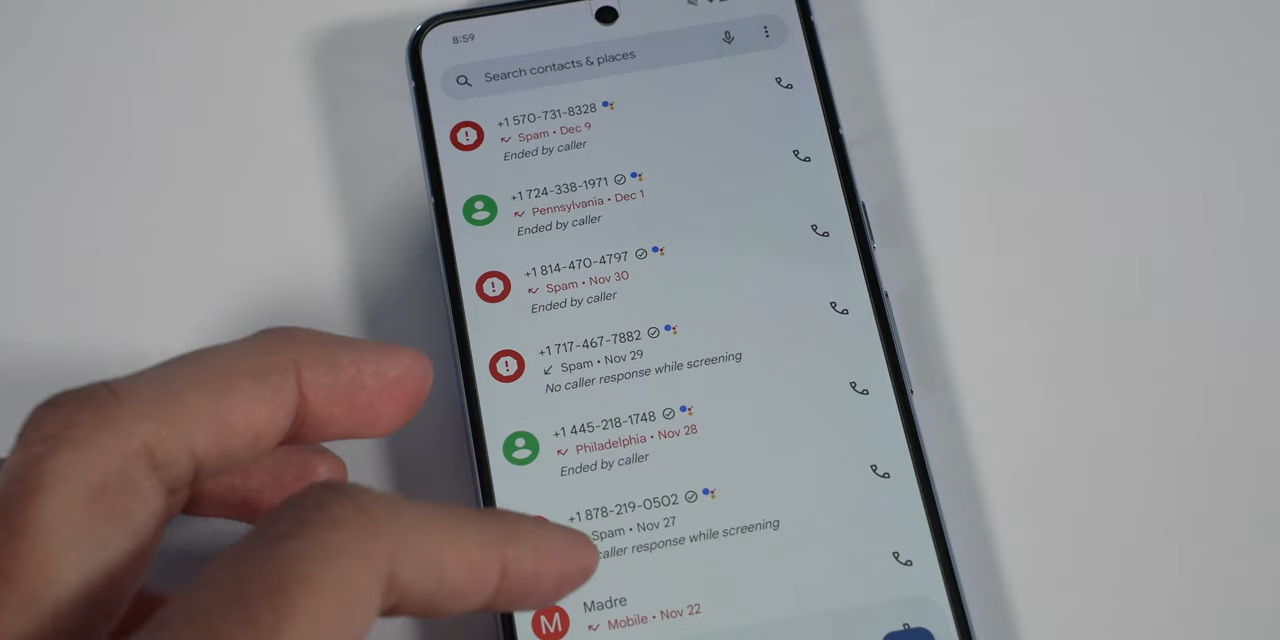 8:59
Search contacts & places
+1 570-731-8328
Spam • Dec 9
Ended by caller
+1 724-338-1971
Pennsylvania • Dec 1
Ended by caller
+1 814-470-4797
Spam • Nov 30
Ended by caller
+1 717-467-7882
Spam • Nov 29
No caller response while screening
+1 445-218-1748
Philadelphia • Nov 28
Ended by caller
+1 878-219-0502
Spam • Nov 27
caller response while screening
M
Madre
Mobile • Nov 22